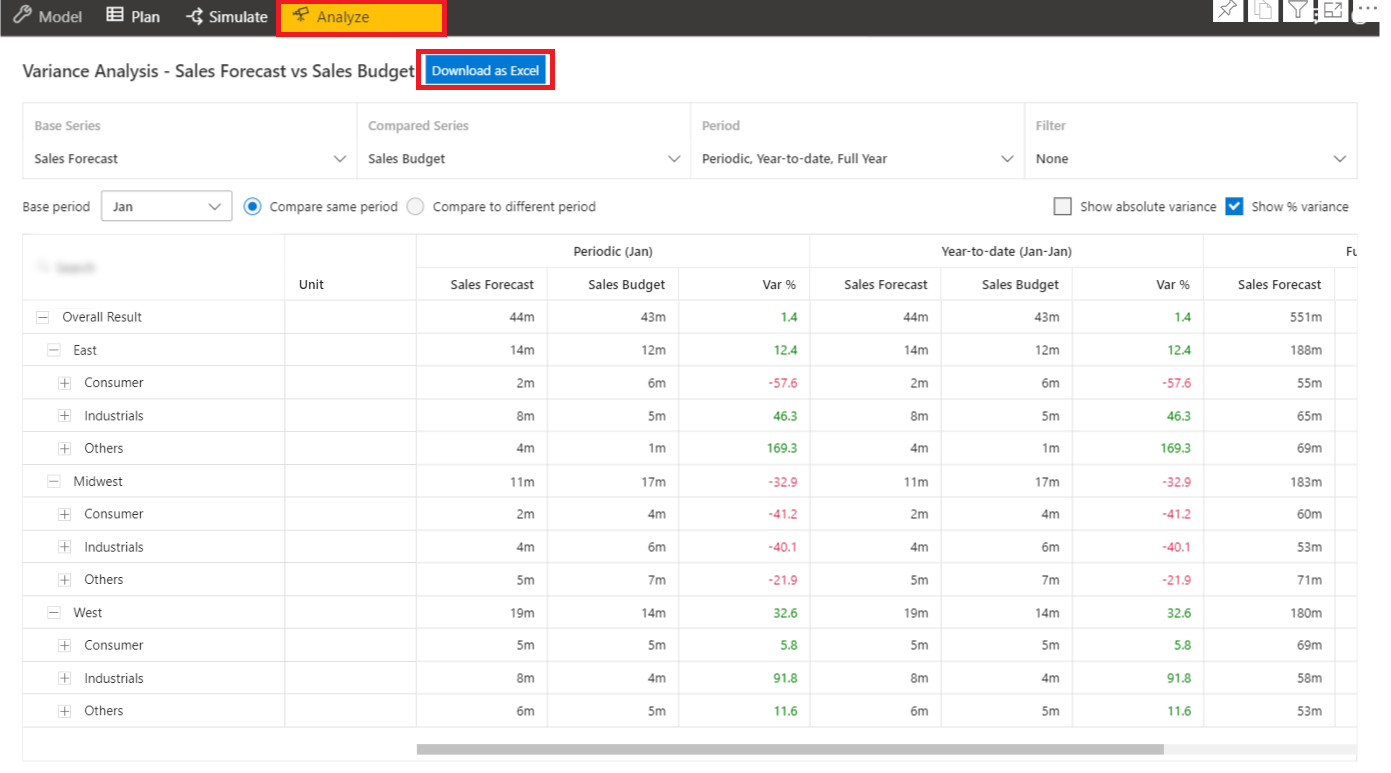 Model Plan Simulate Analyze
Variance Analysis - Sales Forecast vs Sales Budget Download as Excel
Base Series Compared Series Period Filter
Sales Forecast Sales Budget Periodic, Year-to-date, Full Year None
Base period Jan Compare same period Compare to different period Show absolute variance Show % variance
Periodic (Jan) Year-to-date (Jan-Jan) Fu
Search
Unit Sales Forecast Sales Budget Var % Sales Forecast Sales Budget Var % Sales Forecast
Overall Result 44m 43m 1.4 44m 43m 1.4 551m
East 14m 12m 12.4 14m 12m 12.4 188m
Consumer 2m 6m -57.6 2m 6m -57.6 55m
Industrials 8m 5m 46.3 8m 5m 46.3 65m
Others 4m 1m 169.3 4m 1m 169.3 69m
Midwest 11m 17m -32.9 11m 17m -32.9 183m
Consumer 2m 4m -41.2 2m 4m -41.2 60m
Industrials 4m 6m -40.1 4m 6m -40.1 53m
Others 5m 7m -21.9 5m 7m -21.9 71m
West 19m 14m 32.6 19m 14m 32.6 180m
Consumer 5m 5m 5.8 5m 5m 5.8 69m
Industrials 8m 4m 91.8 8m 4m 91.8 58m
Others 6m 5m 11.6 6m 5m 11.6 53m